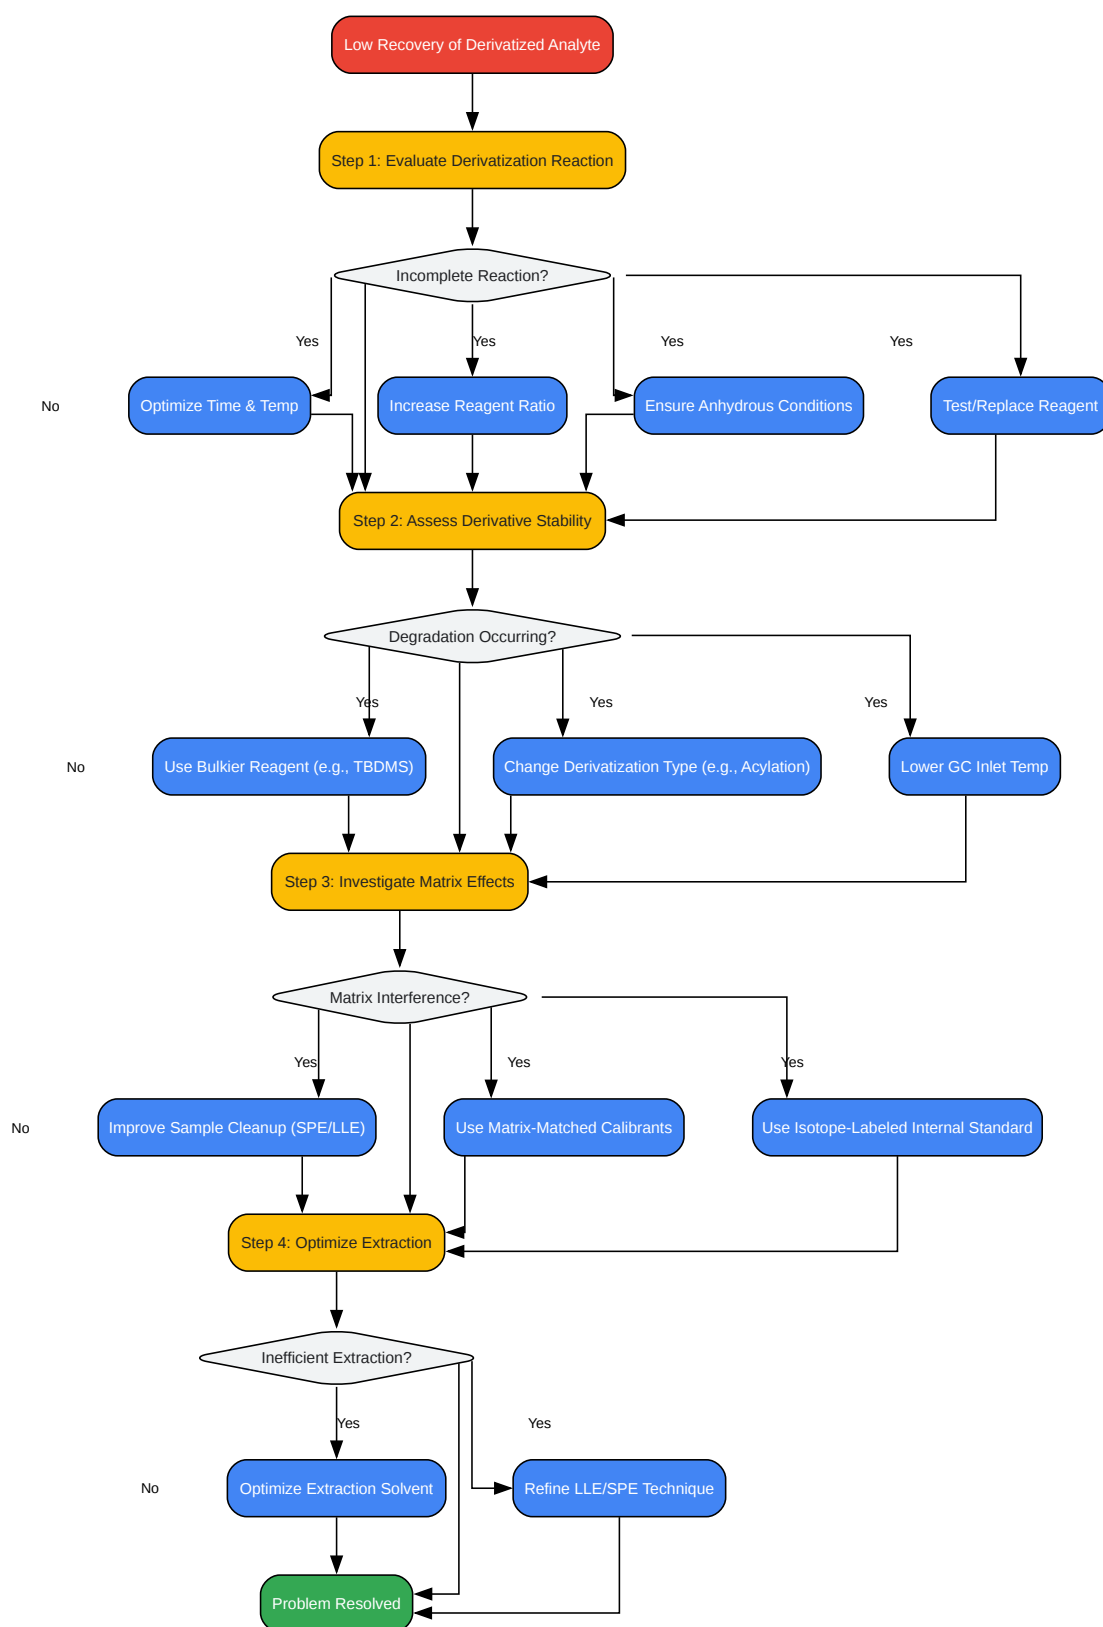 Low Recovery of Derivatized Analyte
Step 1: Evaluate Derivatization Reaction
Incomplete Reaction?
Yes
Yes
Yes
Yes
No
Optimize Time & Temp
Increase Reagent Ratio
Ensure Anhydrous Conditions
Test/Replace Reagent
Step 2: Assess Derivative Stability
Degradation Occurring?
Yes
Yes
Yes
No
Use Bulkier Reagent (e.g., TBDMS)
Change Derivatization Type (e.g., Acylation)
Lower GC Inlet Temp
Step 3: Investigate Matrix Effects
Matrix Interference?
Yes
Yes
Yes
No
Improve Sample Cleanup (SPE/LLE)
Use Matrix-Matched Calibrants
Use Isotope-Labeled Internal Standard
Step 4: Optimize Extraction
Inefficient Extraction?
Yes
Yes
No
Optimize Extraction Solvent
Refine LLE/SPE Technique
Problem Resolved